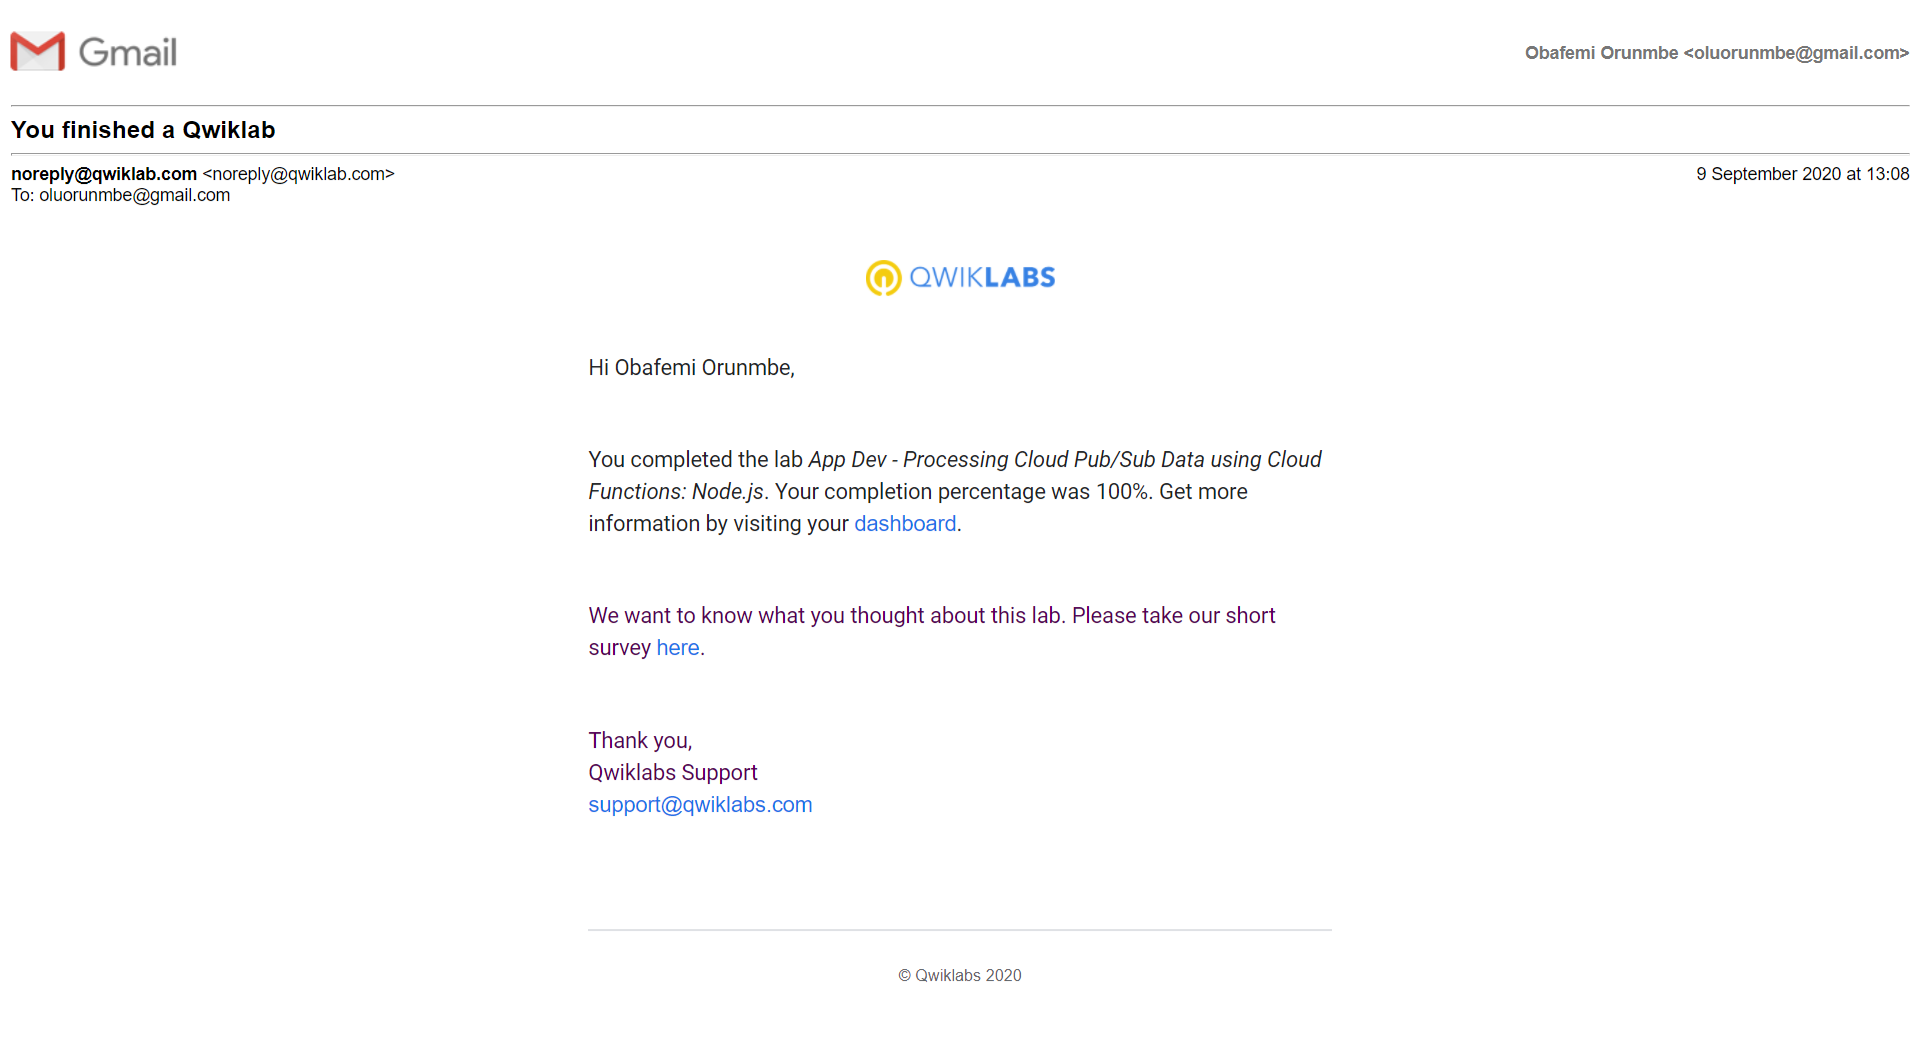 Gmail
Obafemi Orunmbe <oluorunmbe@gmail.com>
You finished a Qwiklab
noreply@qwiklab.com <noreply@qwiklab.com>
9 September 2020 at 13:08
To: oluorunmbe@gmail.com
QWIKLABS
Hi Obafemi Orunmbe,
You completed the lab App Dev - Processing Cloud Pub/Sub Data using Cloud
Functions: Node.js. Your completion percentage was 100%. Get more
information by visiting your dashboard.
We want to know what you thought about this lab. Please take our short
survey here.
Thank you,
Qwiklabs Support
support@qwiklabs.com
© Qwiklabs 2020